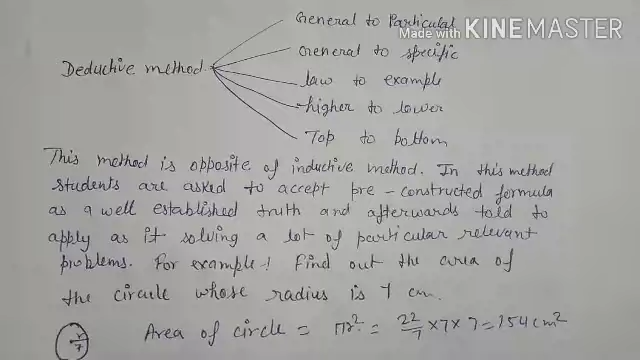 General to Particular
Made with KINEMASTER
General to specific
Deductive method
law to example
higher to lower
Top to bottom
This method is opposite of inductive method. In this method
students are asked to accept pre-constructed formula
as a well established truth and afterwards told to
apply as it solving a lot of particular relevant
problems. For example! Find out the area of
the circule whose radius is 7 cm.
Area of circle = πr² = 22/7 ×7×7=154cm²
7